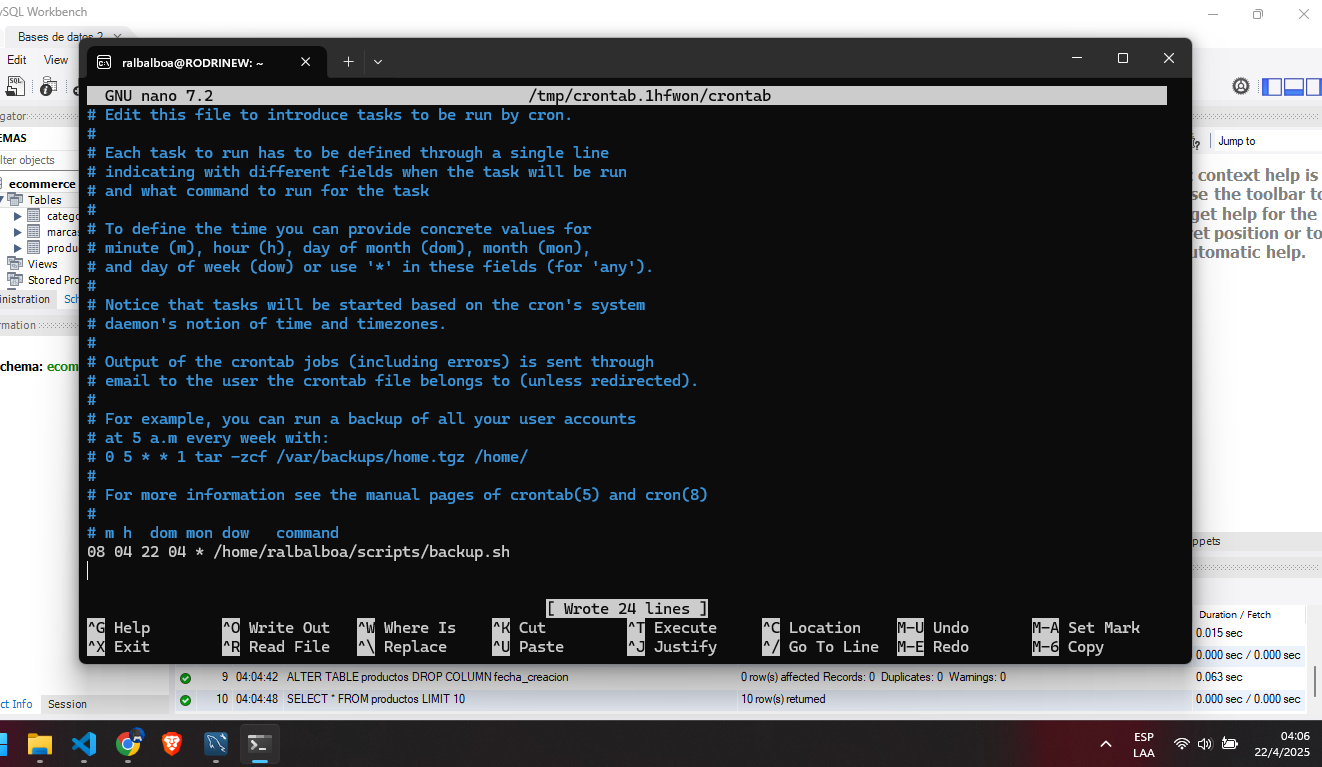 ySQL Workbench
Bases de datos 2
Edit View
ralbalboa@RODRINEW: ~
GNU nano 7.2 /tmp/crontab.1hfwon/crontab
# Edit this file to introduce tasks to be run by cron.
#
# Each task to run has to be defined through a single line
# indicating with different fields when the task will be run
# and what command to run for the task
#
# To define the time you can provide concrete values for
# minute (m), hour (h), day of month (dom), month (mon),
# and day of week (dow) or use '*' in these fields (for 'any').
#
# Notice that tasks will be started based on the cron's system
# daemon's notion of time and timezones.
#
# Output of the crontab jobs (including errors) is sent through
# email to the user the crontab file belongs to (unless redirected).
#
# For example, you can run a backup of all your user accounts
# at 5 a.m every week with:
# 0 5 * * 1 tar -zcf /var/backups/home.tgz /home/
#
# For more information see the manual pages of crontab(5) and cron(8)
#
# m h  dom mon dow   command
08 04 22 04 * /home/ralbalboa/scripts/backup.sh
[ Wrote 24 lines ]
^G Help ^O Write Out ^W Where Is ^K Cut ^T Execute ^C Location M-U Undo M-A Set Mark
^X Exit ^R Read File ^\ Replace ^U Paste ^J Justify ^/ Go To Line M-E Redo M-6 Copy
gator
EMAS
lter objects
ecommerce
Tables
catego
marcas
produ
Views
Stored Pro
inistration Sch
rmation
chema: ecom
Jump to
context help is
se the toolbar to
get help for the
ret position or to
utomatic help.
ppets
Duration / Fetch
0.015 sec
0.000 sec / 0.000 sec
9 04:04:42 ALTER TABLE productos DROP COLUMN fecha_creacion 0 row(s) affected Records: 0 Duplicates: 0 Warnings: 0 0.063 sec
10 04:04:48 SELECT * FROM productos LIMIT 10 10 row(s) returned 0.000 sec / 0.000 sec
ct Info Session
ESP
LAA
04:06
22/4/2025